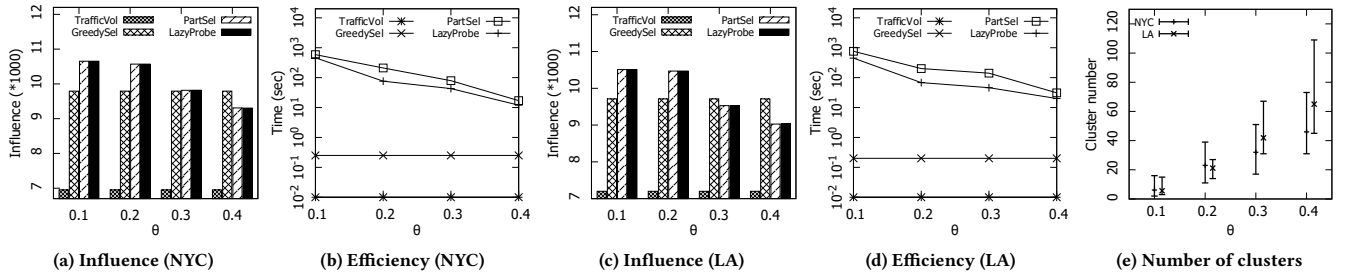 TrafficVol PartSel
GreedySel LazyProbe
Influence (*1000)
12
11
10
9
8
7
0.1 0.2 0.3 0.4
θ
(a) Influence (NYC)
TrafficVol PartSel
GreedySel LazyProbe
Time (sec)
10^4
10^3
10^2
10^1
10^0
10^-1
10^-2
0.1 0.2 0.3 0.4
θ
(b) Efficiency (NYC)
TrafficVol PartSel
GreedySel LazyProbe
Influence (*1000)
12
11
10
9
8
7
0.1 0.2 0.3 0.4
θ
(c) Influence (LA)
TrafficVol PartSel
GreedySel LazyProbe
Time (sec)
10^4
10^3
10^2
10^1
10^0
10^-1
10^-2
0.1 0.2 0.3 0.4
θ
(d) Efficiency (LA)
NYC
LA
Cluster number
120
100
80
60
40
20
0
0.1 0.2 0.3 0.4
θ
(e) Number of clusters